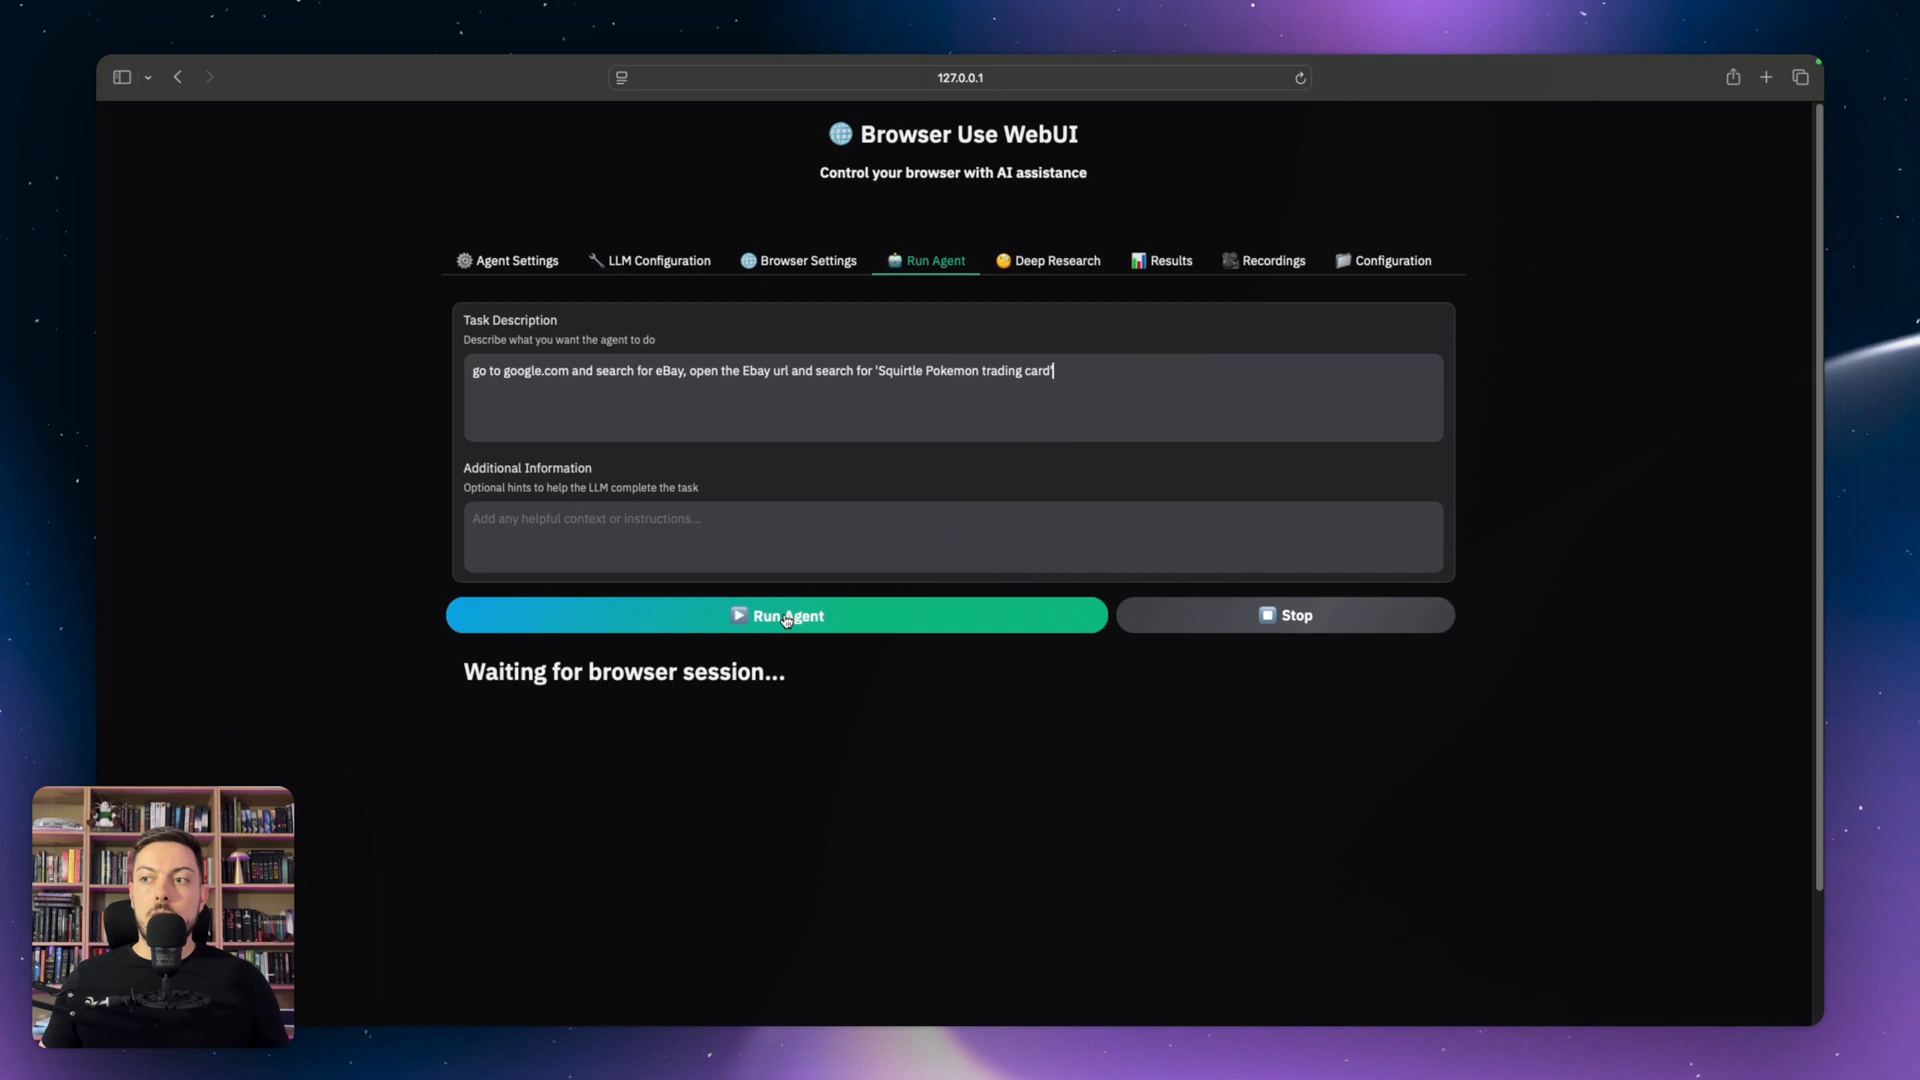 127.0.0.1
Browser Use WebUI
Control your browser with AI assistance
Agent Settings
LLM Configuration
Browser Settings
Run Agent
Deep Research
Results
Recordings
Configuration
Task Description
Describe what you want the agent to do
go to google.com and search for eBay, open the Ebay url and search for 'Squirtle Pokemon trading card'
Additional Information
Optional hints to help the LLM complete the task
Add any helpful context or instructions...
Run Agent
Stop
Waiting for browser session...